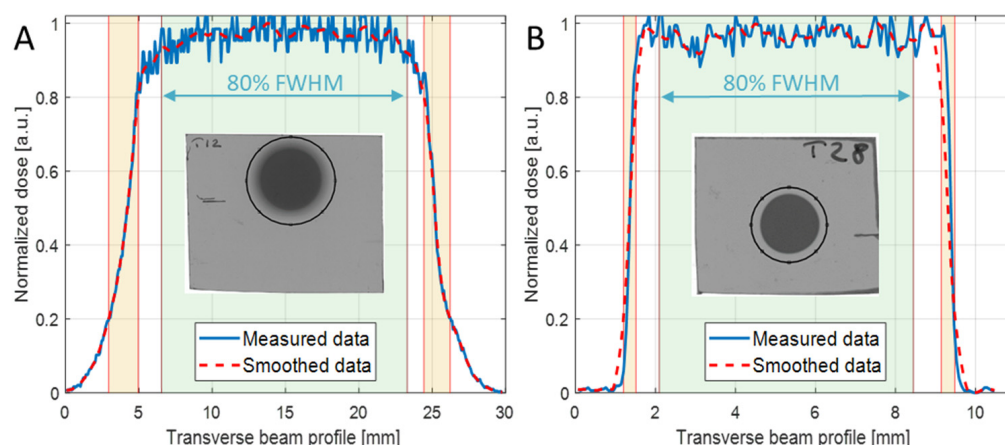 A
Normalized dose [a.u.]
1
0.8
0.6
0.4
0.2
0
80% FWHM
T12
Measured data
Smoothed data
0 5 10 15 20 25 30
Transverse beam profile [mm]
B
Normalized dose [a.u.]
1
0.8
0.6
0.4
0.2
0
80% FWHM
T28
Measured data
Smoothed data
0 2 4 6 8 10
Transverse beam profile [mm]